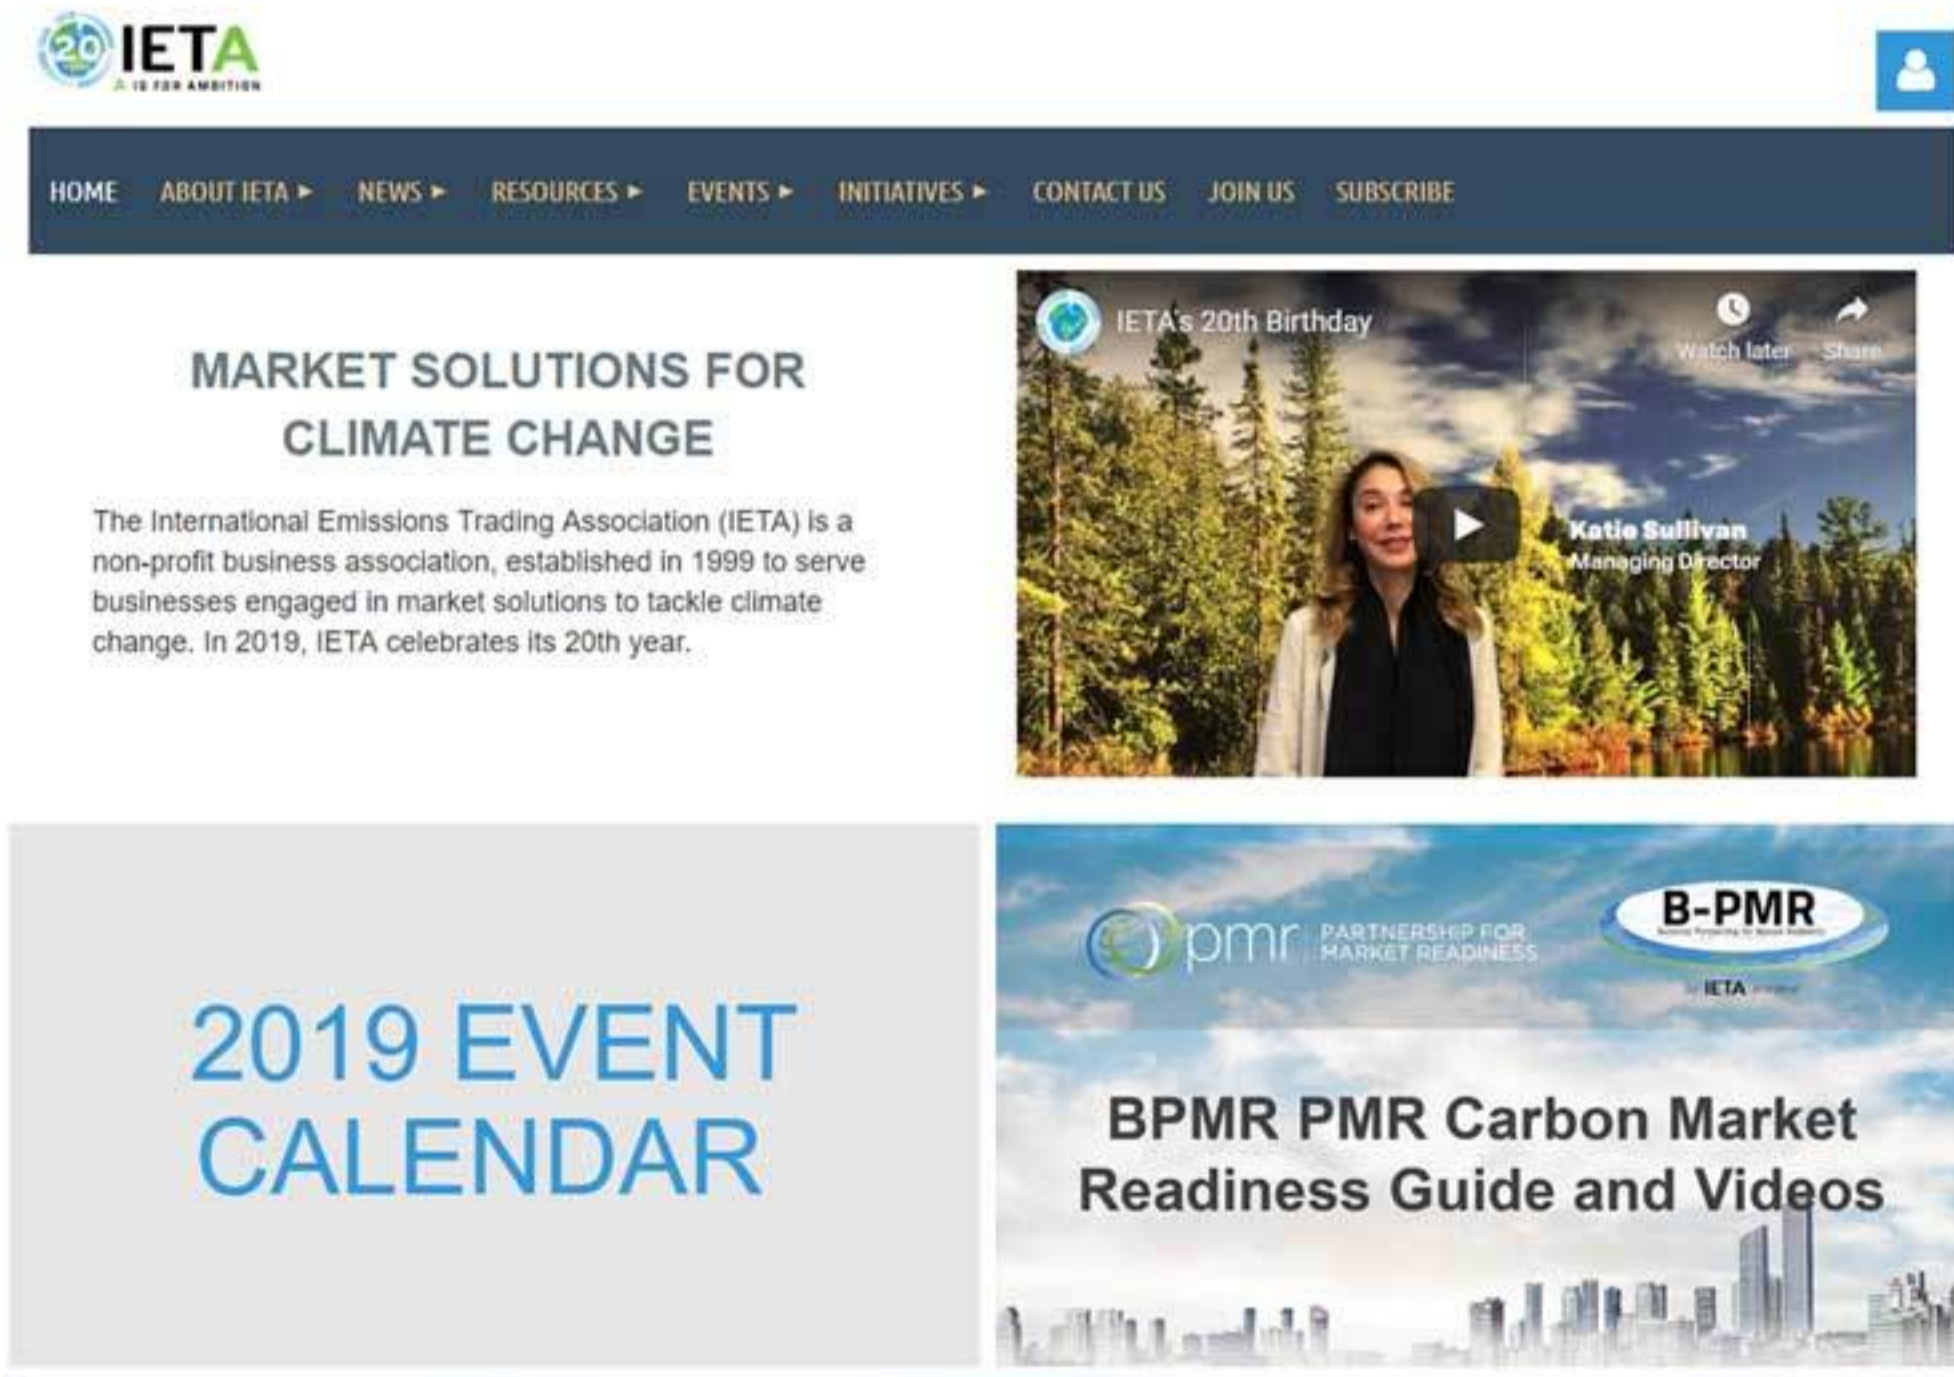 20
IETA
A IS FOR AMBITION
HOME ABOUT IETA ► NEWS ► RESOURCES ► EVENTS ► INITIATIVES ► CONTACT US JOIN US SUBSCRIBE
MARKET SOLUTIONS FOR
CLIMATE CHANGE
The International Emissions Trading Association (IETA) is a
non-profit business association, established in 1999 to serve
businesses engaged in market solutions to tackle climate
change. In 2019, IETA celebrates its 20th year.
IETA's 20th Birthday
Watch later Share
Katie Sullivan
Managing Director
2019 EVENT
CALENDAR
pmr PARTNERSHIP FOR
MARKET READINESS
B-PMR
IETA
BPMR PMR Carbon Market
Readiness Guide and Videos